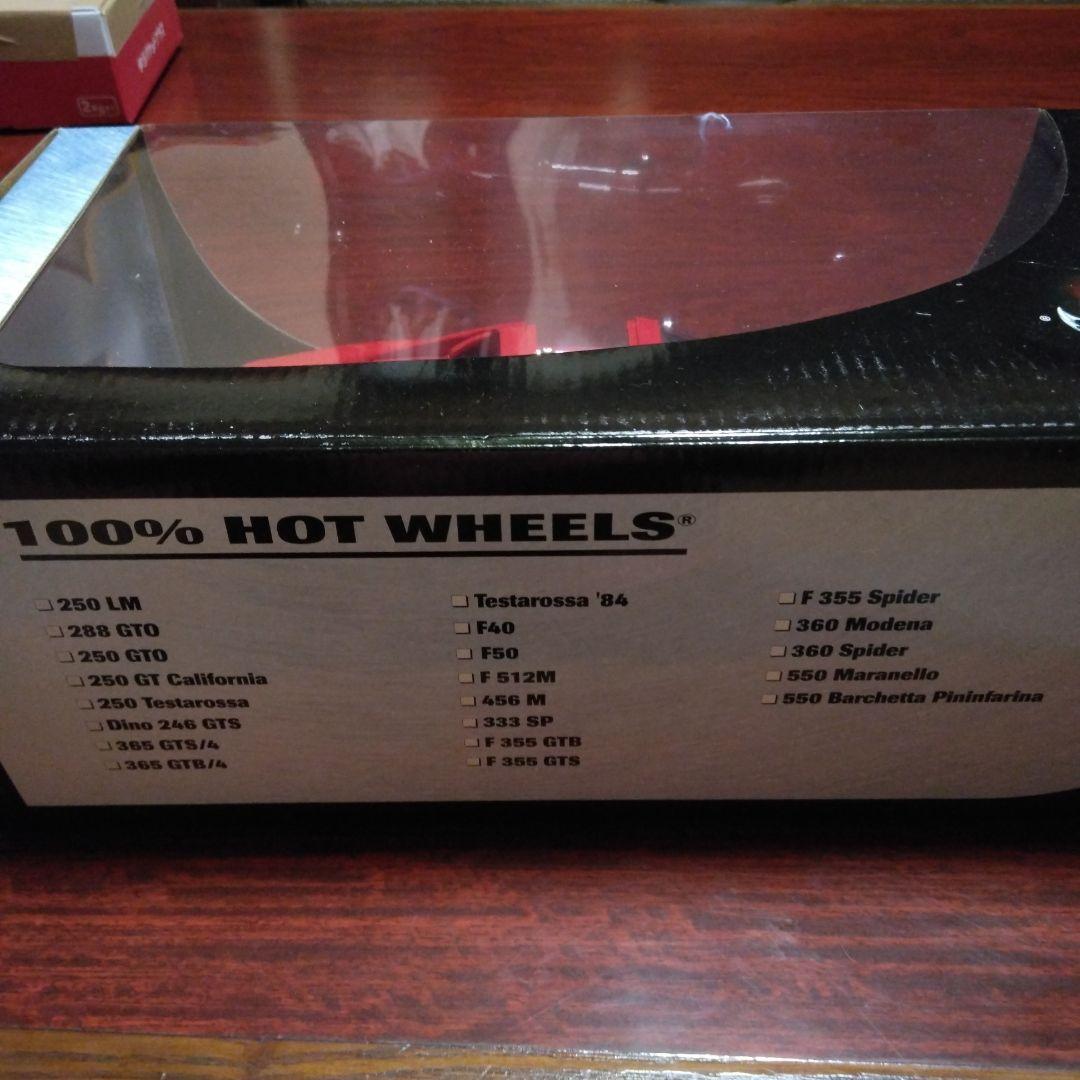 100% HOT WHEELS®
250 LM
288 GTO
250 GTO
250 GT California
250 Testarossa
Dino 246 GTS
365 GTS/4
365 GTB/4
Testarossa '84
F40
F50
F 512M
456 M
333 SP
F 355 GTB
F 355 GTS
F 355 Spider
360 Modena
360 Spider
550 Maranello
550 Barchetta Pininfarina
®